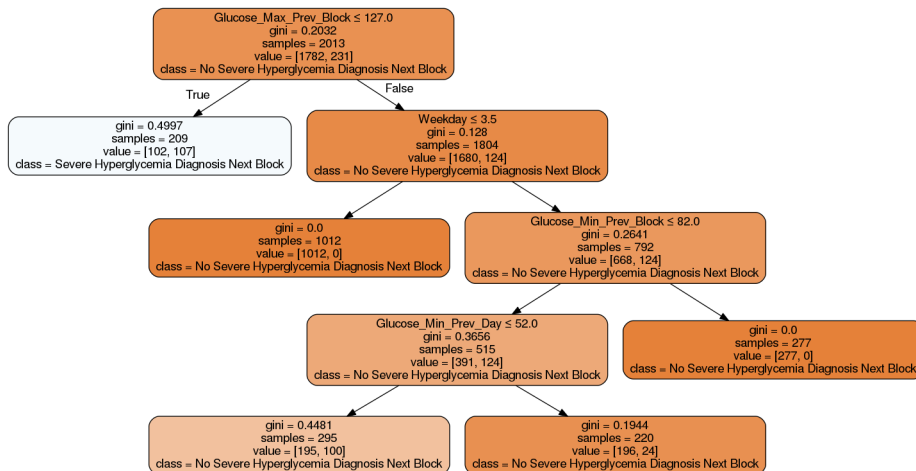 Glucose_Max_Prev_Block ≤ 127.0
gini = 0.2032
samples = 2013
value = [1782, 231]
class = No Severe Hyperglycemia Diagnosis Next Block
True
False
gini = 0.4997
samples = 209
value = [102, 107]
class = Severe Hyperglycemia Diagnosis Next Block
Weekday ≤ 3.5
gini = 0.128
samples = 1804
value = [1680, 124]
class = No Severe Hyperglycemia Diagnosis Next Block
gini = 0.0
samples = 1012
value = [1012, 0]
class = No Severe Hyperglycemia Diagnosis Next Block
Glucose_Min_Prev_Block ≤ 82.0
gini = 0.2641
samples = 792
value = [668, 124]
class = No Severe Hyperglycemia Diagnosis Next Block
Glucose_Min_Prev_Day ≤ 52.0
gini = 0.3656
samples = 515
value = [391, 124]
class = No Severe Hyperglycemia Diagnosis Next Block
gini = 0.0
samples = 277
value = [277, 0]
class = No Severe Hyperglycemia Diagnosis Next Block
gini = 0.4481
samples = 295
value = [195, 100]
class = No Severe Hyperglycemia Diagnosis Next Block
gini = 0.1944
samples = 220
value = [196, 24]
class = No Severe Hyperglycemia Diagnosis Next Block